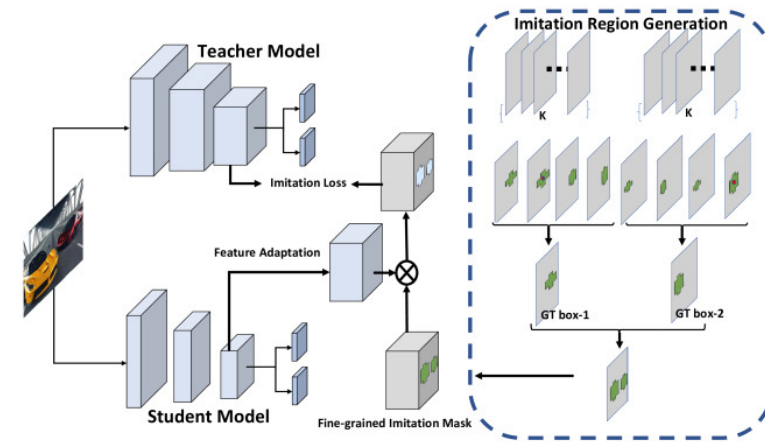 Imitation Region Generation
Teacher Model
K
K
Imitation Loss
Feature Adaptation
GT box-1
GT box-2
Student Model
Fine-grained Imitation Mask